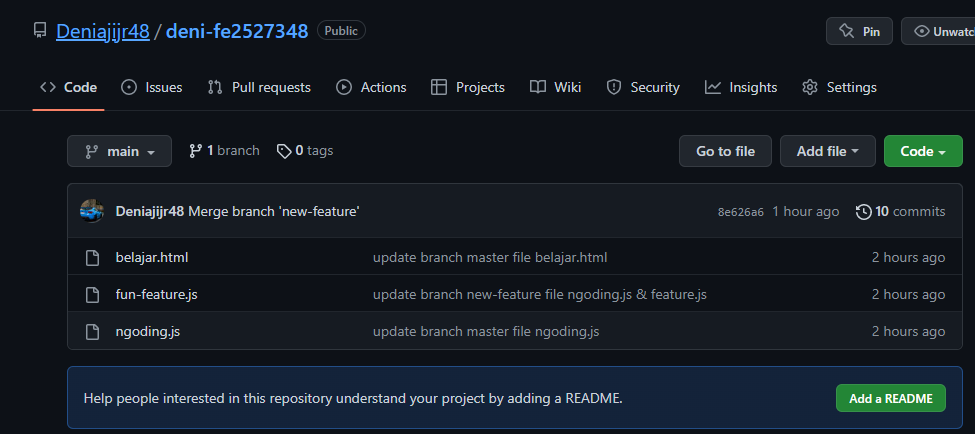 Deniajijr48 / deni-fe2527348 Public Pin Unwatc
Code Issues Pull requests Actions Projects Wiki Security Insights Settings
main 1 branch 0 tags Go to file Add file Code
Deniajijr48 Merge branch 'new-feature' 8e626a6 1 hour ago 10 commits
belajar.html update branch master file belajar.html 2 hours ago
fun-feature.js update branch new-feature file ngoding.js & feature.js 2 hours ago
ngoding.js update branch master file ngoding.js 2 hours ago
Help people interested in this repository understand your project by adding a README. Add a README